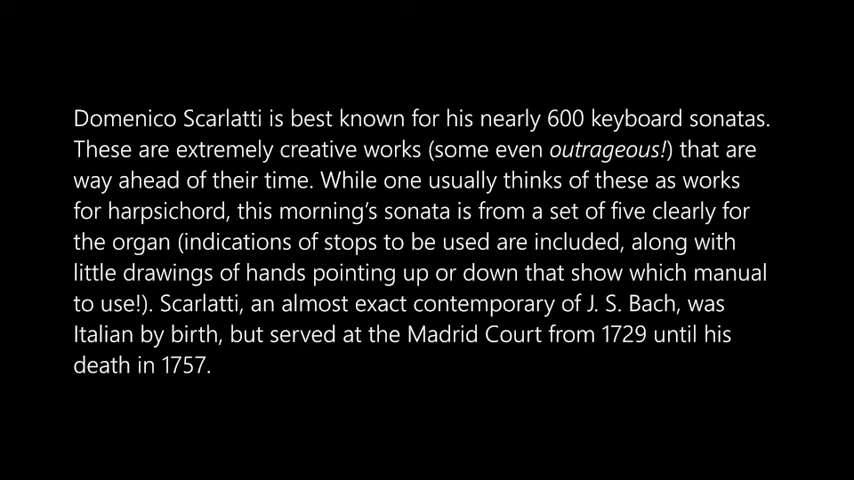 Domenico Scarlatti is best known for his nearly 600 keyboard sonatas.
These are extremely creative works (some even outrageous!) that are
way ahead of their time. While one usually thinks of these as works
for harpsichord, this morning's sonata is from a set of five clearly for
the organ (indications of stops to be used are included, along with
little drawings of hands pointing up or down that show which manual
to use!). Scarlatti, an almost exact contemporary of J. S. Bach, was
Italian by birth, but served at the Madrid Court from 1729 until his
death in 1757.